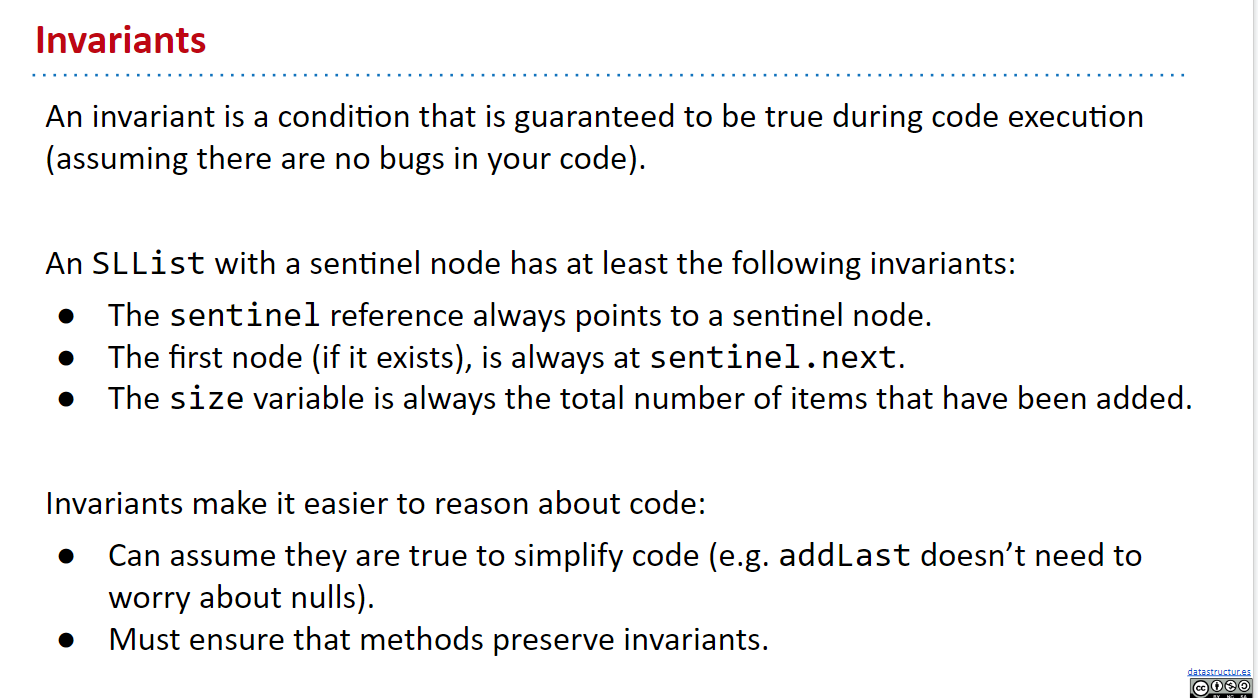 Invariants
An invariant is a condition that is guaranteed to be true during code execution
(assuming there are no bugs in your code).
An SLList with a sentinel node has at least the following invariants:
● The sentinel reference always points to a sentinel node.
● The first node (if it exists), is always at sentinel.next.
● The size variable is always the total number of items that have been added.
Invariants make it easier to reason about code:
● Can assume they are true to simplify code (e.g. addLast doesn’t need to
worry about nulls).
● Must ensure that methods preserve invariants.
datastructur.es
cc
BY NC SA